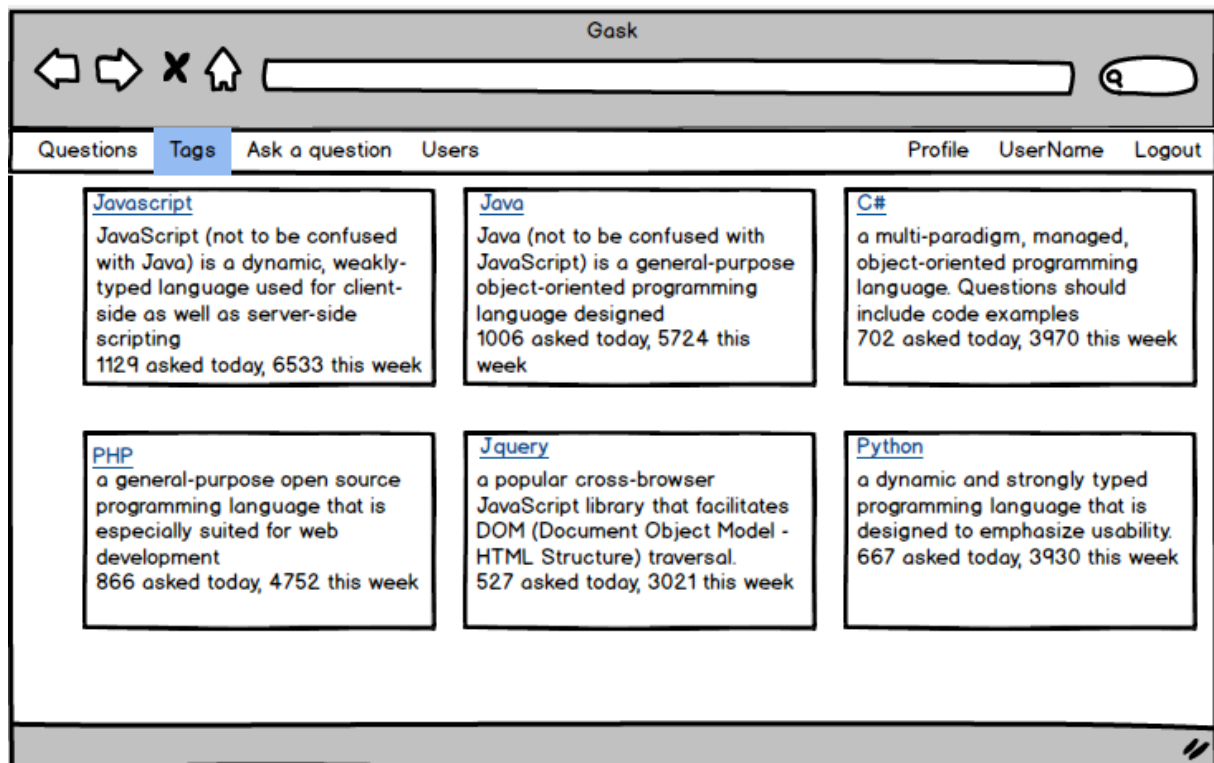 Gask
Questions Tags Ask a question Users Profile UserName Logout
Javascript
JavaScript (not to be confused
with Java) is a dynamic, weakly-
typed language used for client-
side as well as server-side
scripting
1129 asked today, 6533 this week
Java
Java (not to be confused with
JavaScript) is a general-purpose
object-oriented programming
language designed
1006 asked today, 5724 this
week
C#
a multi-paradigm, managed,
object-oriented programming
language. Questions should
include code examples
702 asked today, 3970 this week
PHP
a general-purpose open source
programming language that is
especially suited for web
development
866 asked today, 4752 this week
Jquery
a popular cross-browser
JavaScript library that facilitates
DOM (Document Object Model -
HTML Structure) traversal.
527 asked today, 3021 this week
Python
a dynamic and strongly typed
programming language that is
designed to emphasize usability.
667 asked today, 3930 this week